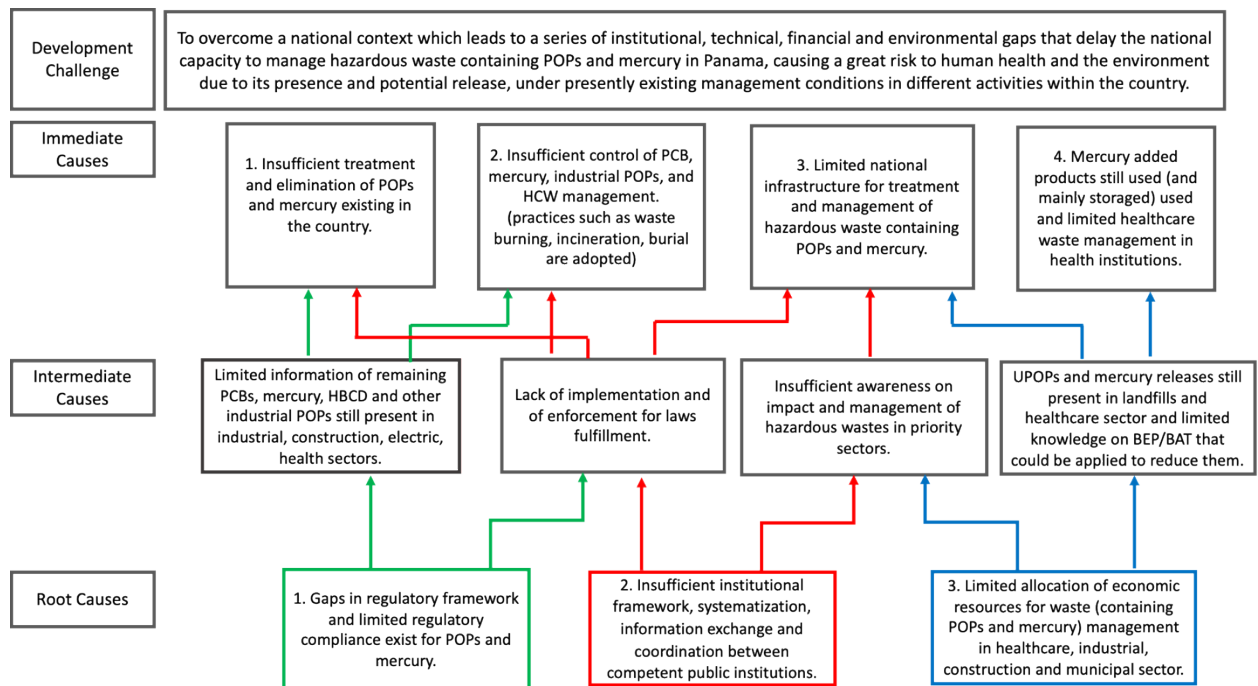 Development
Challenge
To overcome a national context which leads to a series of institutional, technical, financial and environmental gaps that delay the national
capacity to manage hazardous waste containing POPs and mercury in Panama, causing a great risk to human health and the environment
due to its presence and potential release, under presently existing management conditions in different activities within the country.
Immediate
Causes
1. Insufficient treatment
and elimination of POPs
and mercury existing in
the country.
2. Insufficient control of PCB,
mercury, industrial POPs, and
HCW management.
(practices such as waste
burning, incineration, burial
are adopted)
3. Limited national
infrastructure for treatment
and management of
hazardous waste containing
POPs and mercury.
4. Mercury added
products still used (and
mainly storaged) used
and limited healthcare
waste management in
health institutions.
Intermediate
Causes
Limited information of remaining
PCBs, mercury, HBCD and other
industrial POPs still present in
industrial, construction, electric,
health sectors.
Lack of implementation and
of enforcement for laws
fulfillment.
Insufficient awareness on
impact and management of
hazardous wastes in priority
sectors.
UPOPs and mercury releases still
present in landfills and
healthcare sector and limited
knowledge on BEP/BAT that
could be applied to reduce them.
Root Causes
1. Gaps in regulatory framework
and limited regulatory
compliance exist for POPs and
mercury.
2. Insufficient institutional
framework, systematization,
information exchange and
coordination between
competent public institutions.
3. Limited allocation of economic
resources for waste (containing
POPs and mercury) management
in healthcare, industrial,
construction and municipal sector.